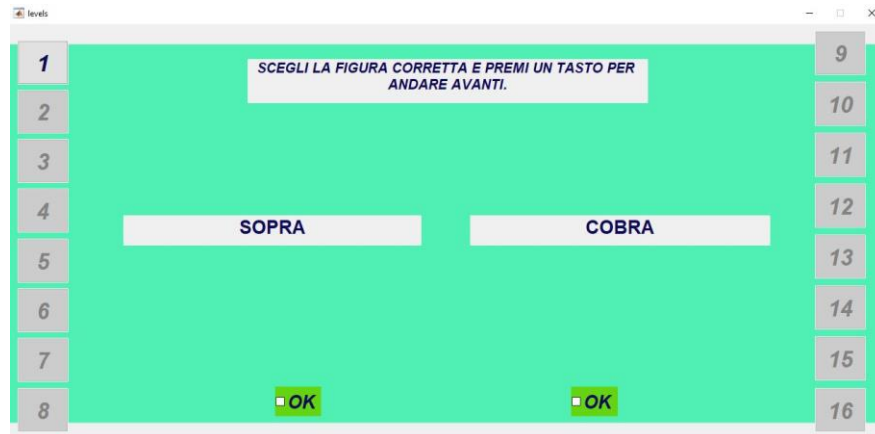 levels
1
2
3
4
5
6
7
8
SCEGLI LA FIGURA CORRETTA E PREMI UN TASTO PER
ANDARE AVANTI.
SOPRA
COBRA
OK
OK
9
10
11
12
13
14
15
16